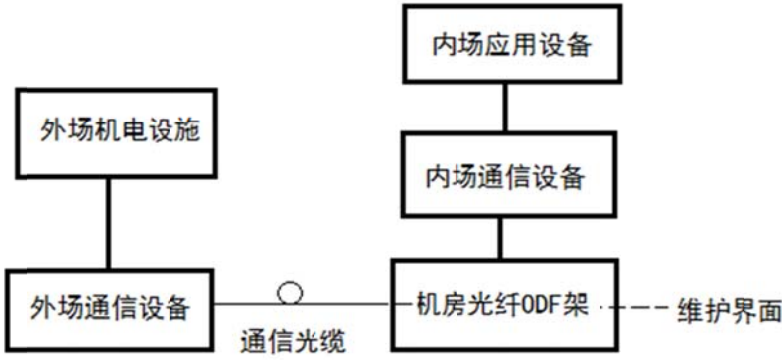 内场应用设备
外场机电设施
内场通信设备
外场通信设备
机房光纤ODF架
维护界面
通信光缆